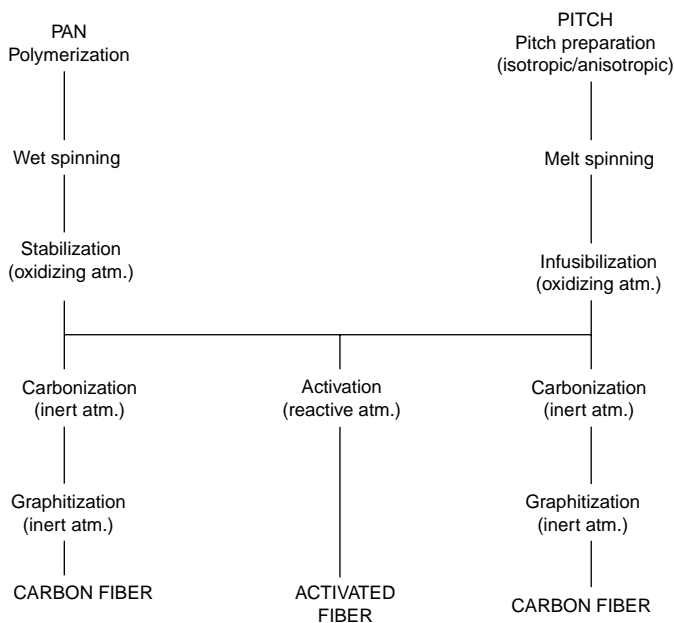 PAN
Polymerization
PITCH
Pitch preparation
(isotropic/anisotropic)
Wet spinning
Melt spinning
Stabilization
(oxidizing atm.)
Infusibilization
(oxidizing atm.)
Carbonization
(inert atm.)
Activation
(reactive atm.)
Carbonization
(inert atm.)
Graphitization
(inert atm.)
Graphitization
(inert atm.)
CARBON FIBER
ACTIVATED
FIBER
CARBON FIBER